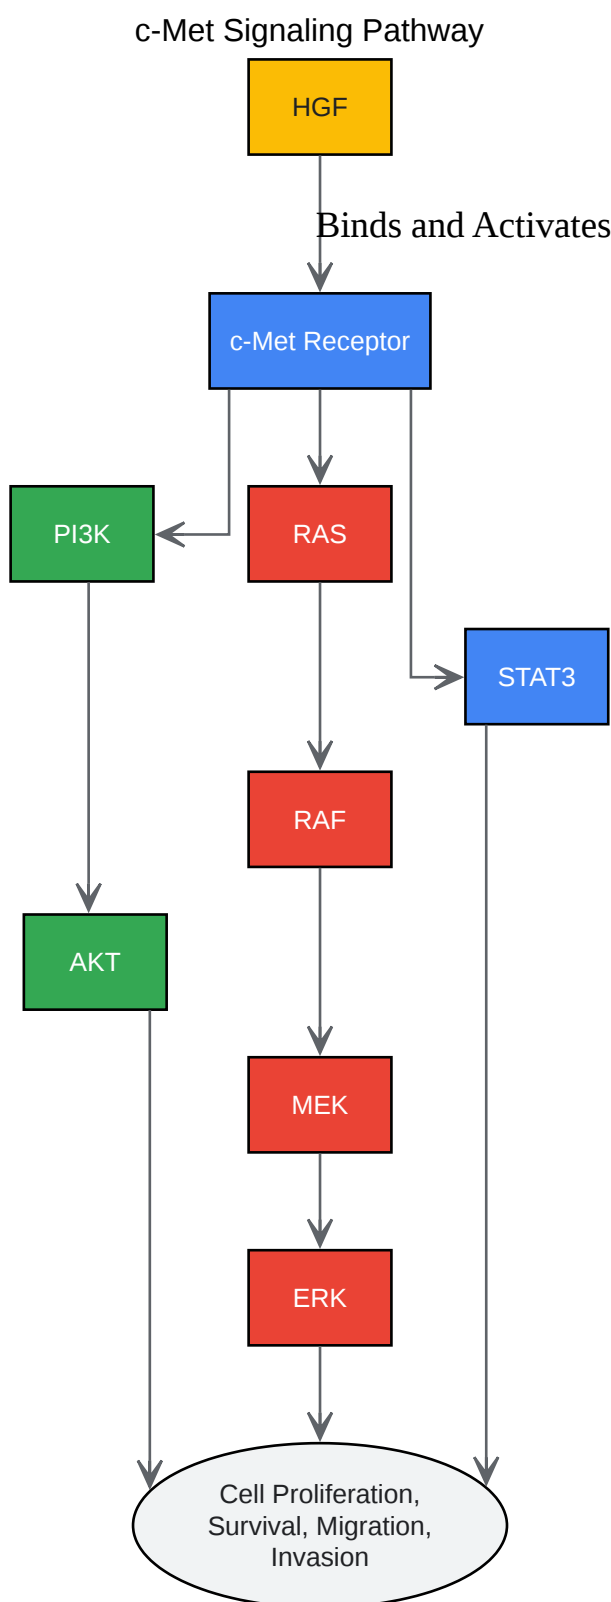 c-Met Signaling Pathway
HGF
Binds and Activates
c-Met Receptor
PI3K
RAS
STAT3
RAF
AKT
MEK
ERK
Cell Proliferation,
Survival, Migration,
Invasion